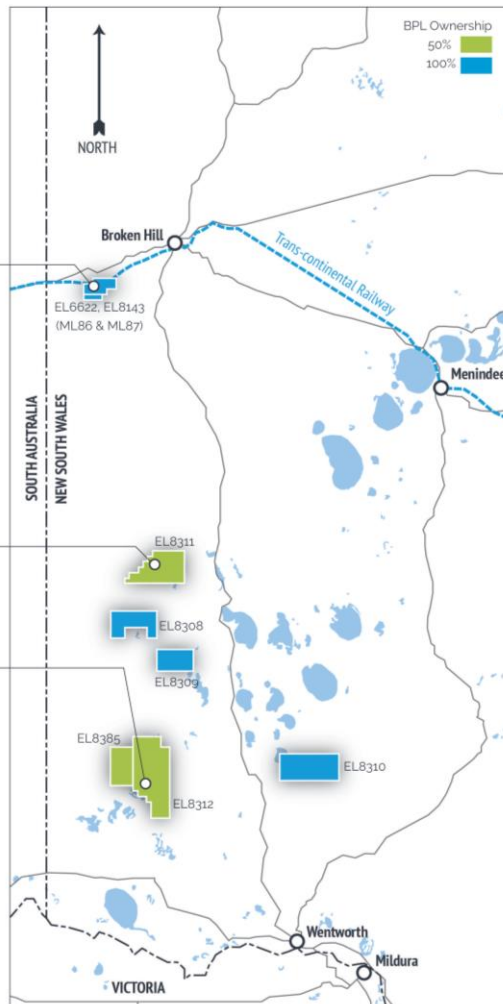 BPL Ownership
50%
100%
NORTH
Broken Hill
Trans-continental Railway
EL6622, EL8143
(ML86 & ML87)
Menindee
SOUTH AUSTRALIA
NEW SOUTH WALES
EL8311
EL8308
EL8309
EL8385
EL8310
EL8312
Wentworth
Mildura
VICTORIA